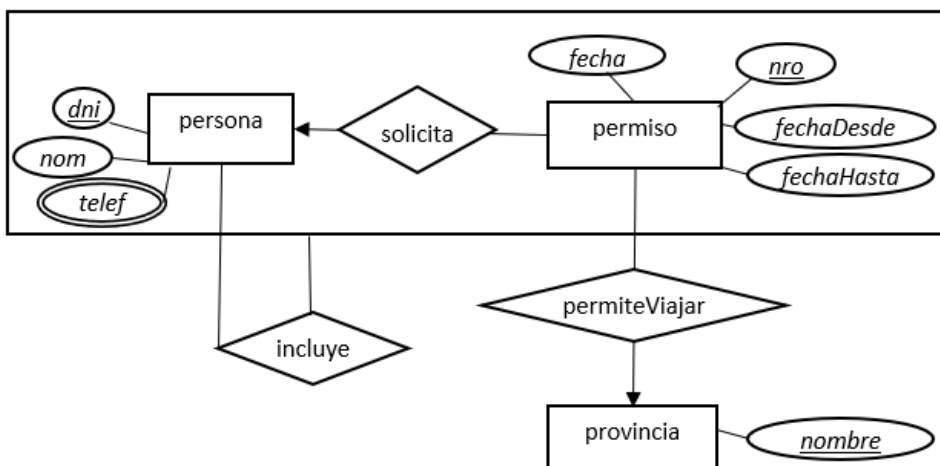 fecha
nro
dni
persona
solicita
permiso
fechaDesde
nom
fechaHasta
telef
permiteViajar
incluye
provincia
nombre